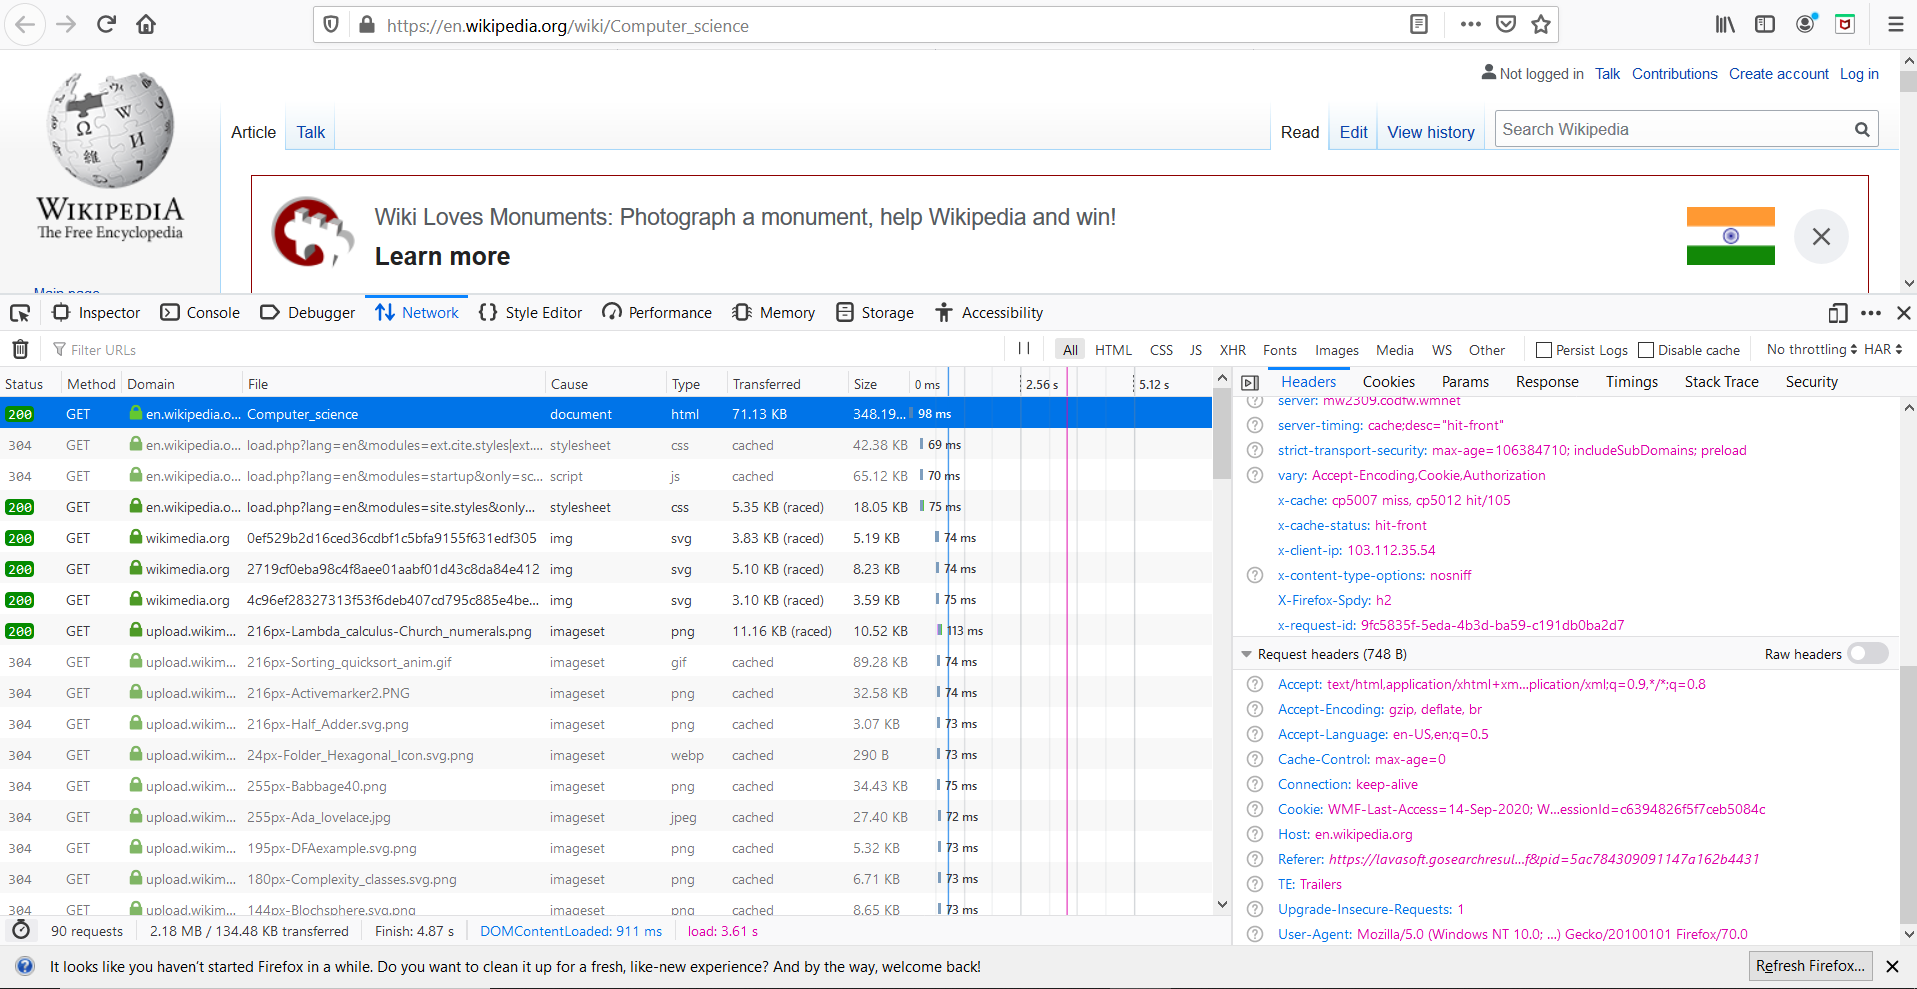 https://en.wikipedia.org/wiki/Computer_science
Not logged in Talk Contributions Create account Log in
Article Talk Read Edit View history Search Wikipedia
WIKIPEDIA
The Free Encyclopedia
Wiki Loves Monuments: Photograph a monument, help Wikipedia and win!
Learn more
Main page
Inspector Console Debugger Network Style Editor Performance Memory Storage Accessibility
Filter URLs All HTML CSS JS XHR Fonts Images Media WS Other Persist Logs Disable cache No throttling HAR
Status Method Domain File Cause Type Transferred Size 0 ms 2.56 s 5.12 s
200 GET en.wikipedia.o... Computer_science document html 71.13 KB 348.19... 98 ms
304 GET en.wikipedia.o... load.php?lang=en&modules=ext.cite.styles|ext.... stylesheet css cached 42.38 KB 69 ms
304 GET en.wikipedia.o... load.php?lang=en&modules=startup&only=sc... script js cached 65.12 KB 70 ms
200 GET en.wikipedia.o... load.php?lang=en&modules=site.styles&only... stylesheet css 5.35 KB (raced) 18.05 KB 75 ms
200 GET wikimedia.org 0ef529b2d16ced36cdbf1c5bfa9155f631edf305 img svg 3.83 KB (raced) 5.19 KB 74 ms
200 GET wikimedia.org 2719cf0eba98c4f8aee01aabf01d43c8da84e412 img svg 5.10 KB (raced) 8.23 KB 74 ms
200 GET wikimedia.org 4c96ef28327313f53f6deb407cd795c885e4be... img svg 3.10 KB (raced) 3.59 KB 75 ms
200 GET upload.wikim... 216px-Lambda_calculus-Church_numerals.png imageset png 11.16 KB (raced) 10.52 KB 113 ms
304 GET upload.wikim... 216px-Sorting_quicksort_anim.gif imageset gif cached 89.28 KB 74 ms
304 GET upload.wikim... 216px-Activemarker2.PNG imageset png cached 32.58 KB 74 ms
304 GET upload.wikim... 216px-Half_Adder.svg.png imageset png cached 3.07 KB 73 ms
304 GET upload.wikim... 24px-Folder_Hexagonal_Icon.svg.png imageset webp cached 290 B 73 ms
304 GET upload.wikim... 255px-Babbage40.png imageset png cached 34.43 KB 75 ms
304 GET upload.wikim... 255px-Ada_lovelace.jpg imageset jpeg cached 27.40 KB 72 ms
304 GET upload.wikim... 195px-DFAexample.svg.png imageset png cached 5.32 KB 73 ms
304 GET upload.wikim... 180px-Complexity_classes.svg.png imageset png cached 6.71 KB 73 ms
304 GET upload.wikim... 144px-Blochsphere.svg.png imageset png cached 8.65 KB 73 ms
90 requests 2.18 MB / 134.48 KB transferred Finish: 4.87 s DOMContentLoaded: 911 ms load: 3.61 s
Headers Cookies Params Response Timings Stack Trace Security
server: mw2309.codfw.wmnet
server-timing: cache;desc="hit-front"
strict-transport-security: max-age=106384710; includeSubDomains; preload
vary: Accept-Encoding,Cookie,Authorization
x-cache: cp5007 miss, cp5012 hit/105
x-cache-status: hit-front
x-client-ip: 103.112.35.54
x-content-type-options: nosniff
X-Firefox-Spdy: h2
x-request-id: 9fc5835f-5eda-4b3d-ba59-c191db0ba2d7
Request headers (748 B) Raw headers
Accept: text/html,application/xhtml+xm...plication/xml;q=0.9,*/*;q=0.8
Accept-Encoding: gzip, deflate, br
Accept-Language: en-US,en;q=0.5
Cache-Control: max-age=0
Connection: keep-alive
Cookie: WMF-Last-Access=14-Sep-2020; W...essionId=c6394826f5f7ceb5084c
Host: en.wikipedia.org
Referer: https://lavasoft.gosearchresul...f&pid=5ac784309091147a162b4431
TE: Trailers
Upgrade-Insecure-Requests: 1
User-Agent: Mozilla/5.0 (Windows NT 10.0; ...) Gecko/20100101 Firefox/70.0
It looks like you haven't started Firefox in a while. Do you want to clean it up for a fresh, like-new experience? And by the way, welcome back! Refresh Firefox...